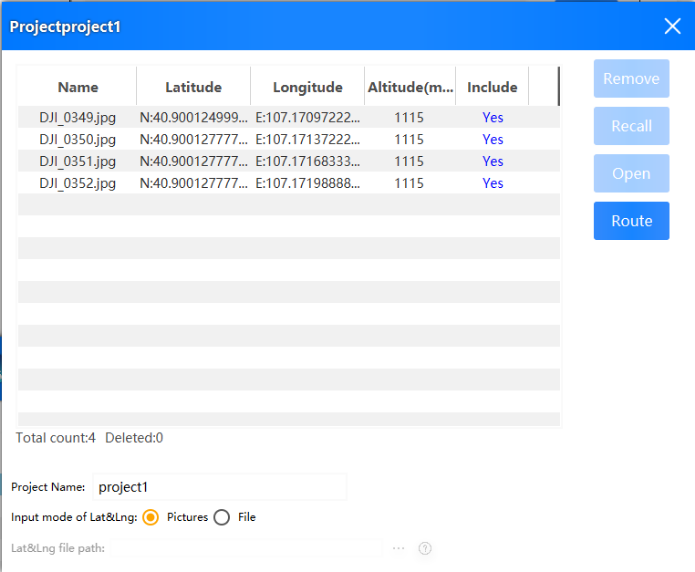 Projectproject1
Name Latitude Longitude Altitude(m... Include
DJI_0349.jpg N:40.900124999... E:107.17097222... 1115 Yes
DJI_0350.jpg N:40.900127777... E:107.17137222... 1115 Yes
DJI_0351.jpg N:40.900127777... E:107.17168333... 1115 Yes
DJI_0352.jpg N:40.900127777... E:107.17198888... 1115 Yes
Remove
Recall
Open
Route
Total count:4 Deleted:0
Project Name: project1
Input mode of Lat&Lng: Pictures File
Lat&Lng file path: ... ?